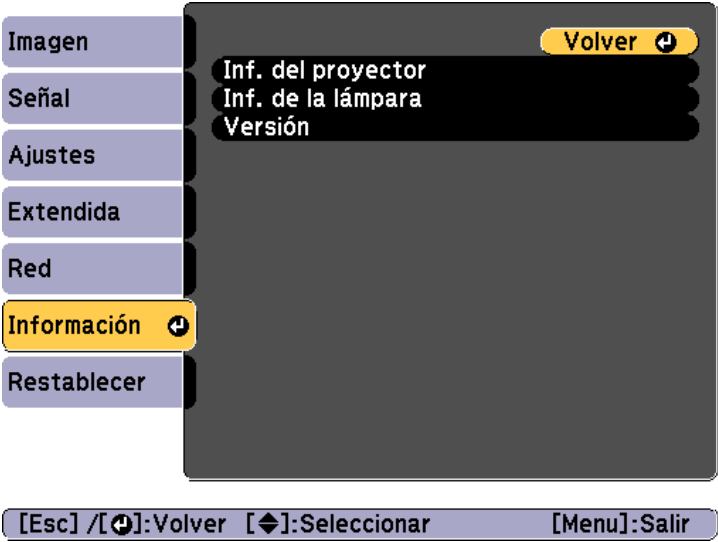 Imagen
Señal
Ajustes
Extendida
Red
Información
Restablecer
Volver
Inf. del proyector
Inf. de la lámpara
Versión
[Esc] /[⏎]:Volver [◆]:Seleccionar [Menu]:Salir